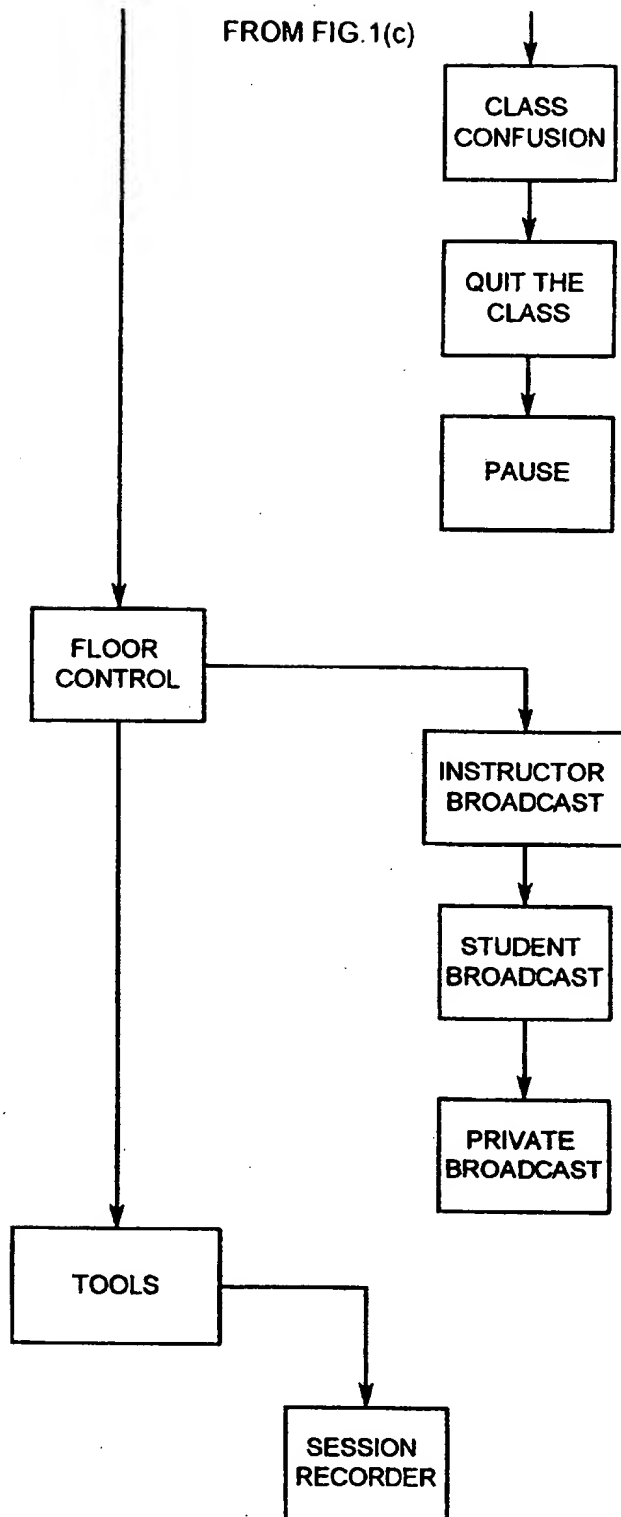 FROM FIG.1(c)
CLASS
CONFUSION
QUIT THE
CLASS
PAUSE
FLOOR
CONTROL
INSTRUCTOR
BROADCAST
STUDENT
BROADCAST
PRIVATE
BROADCAST
TOOLS
SESSION
RECORDER